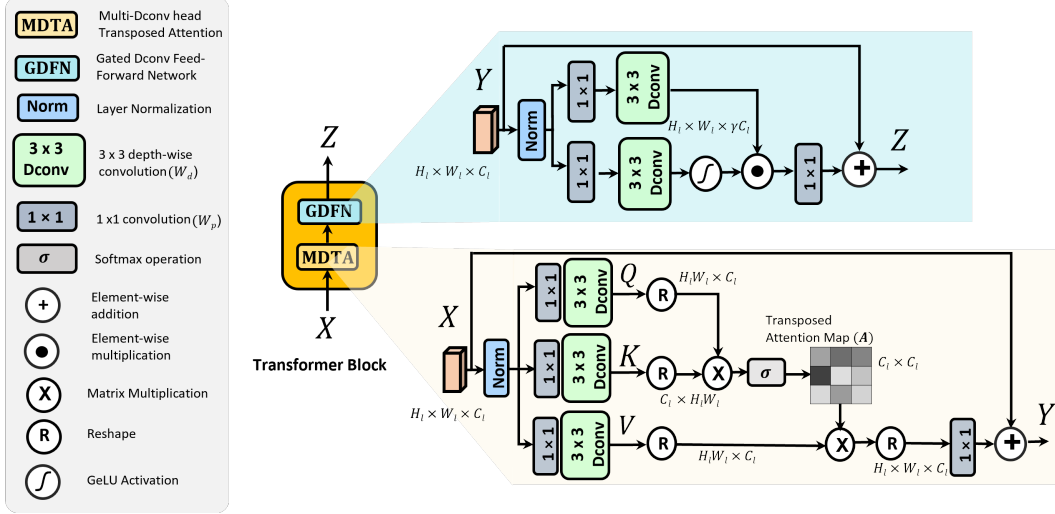 MDTA
Multi-Dconv head
Transposed Attention
GDFN
Gated Dconv Feed-
Forward Network
Norm
Layer Normalization
3 x 3
Dconv
3 x 3 depth-wise
convolution(W_d)
1 × 1
1 x1 convolution(W_p)
σ
Softmax operation
+
Element-wise
addition
Element-wise
multiplication
X
Matrix Multiplication
R
Reshape
GeLU Activation
Z
GDFN
MDTA
X
Transformer Block
Y
H_l × W_l × C_l
Norm
1 × 1
3 x 3
Dconv
H_l × W_l × γC_l
1 × 1
3 x 3
Dconv
1 × 1
+
Z
X
H_l × W_l × C_l
Norm
1 × 1
3 x 3
Dconv
Q
R
H_lW_l × C_l
1 × 1
3 x 3
Dconv
K
R
C_l × H_lW_l
X
σ
Transposed
Attention Map (A)
C_l × C_l
1 × 1
3 x 3
Dconv
V
R
H_lW_l × C_l
X
R
H_l × W_l × C_l
1 × 1
+
Y